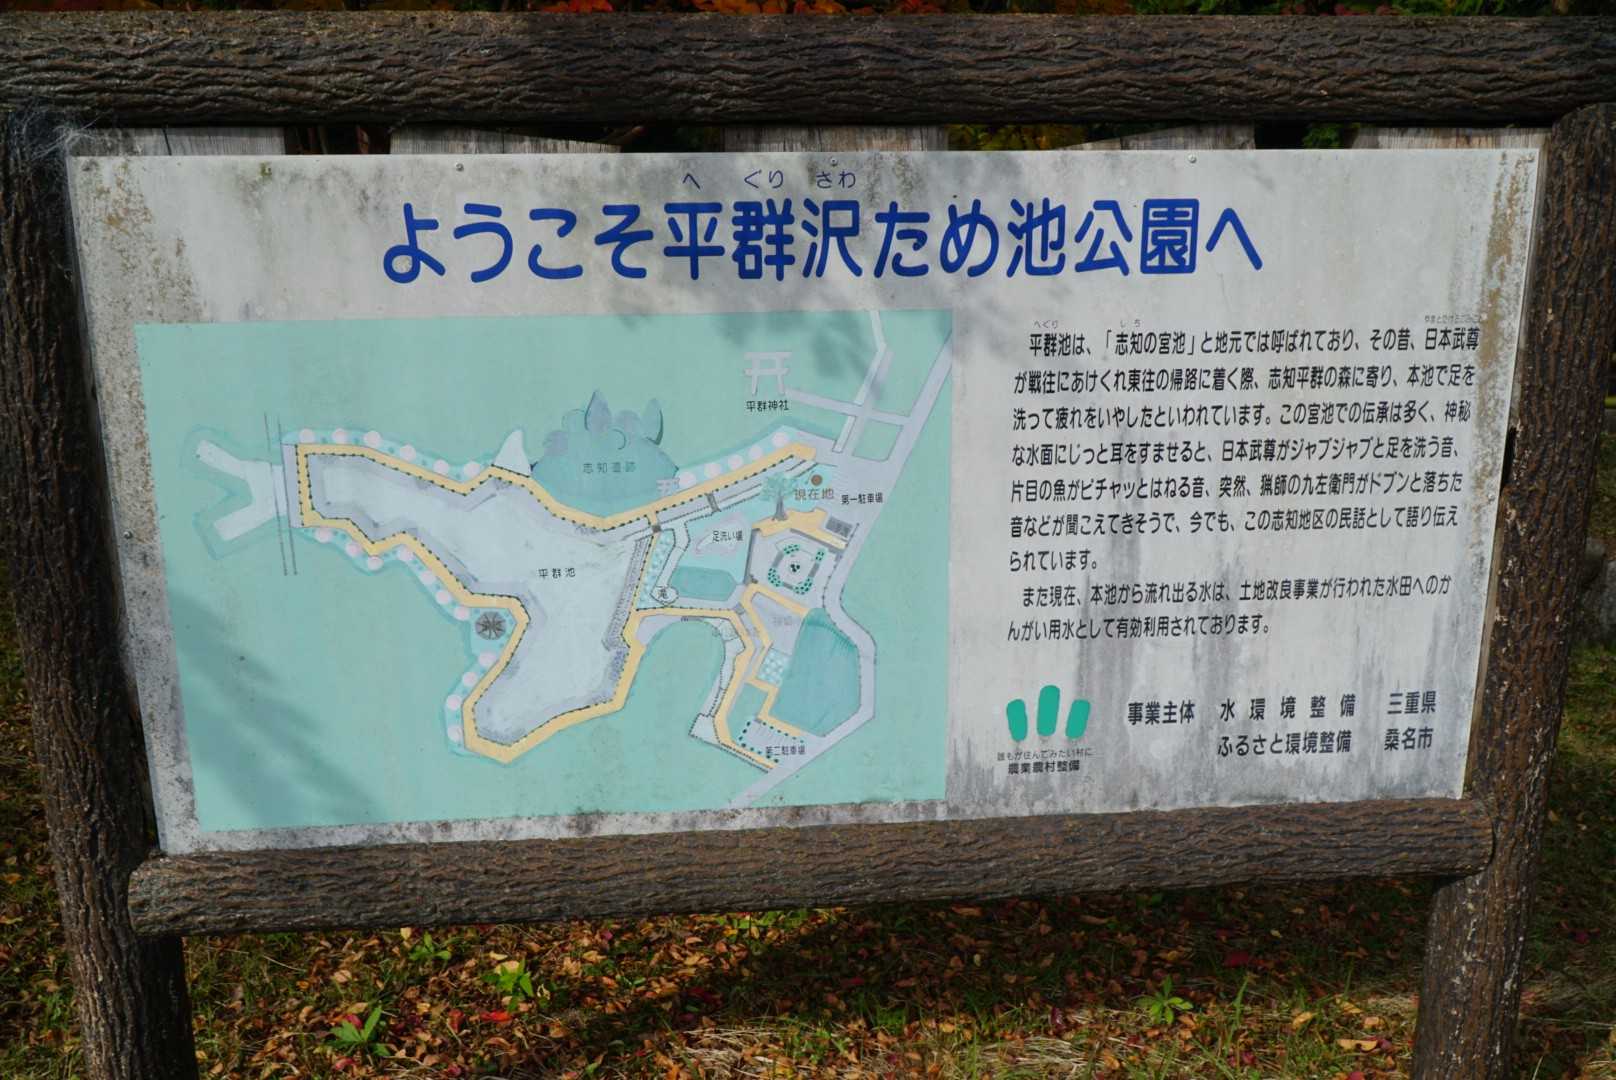 へ ぐり さわ
ようこそ平群沢ため池公園へ
へぐり しち
平群池は、「志知の宮池」と地元では呼ばれており、その昔、日本武尊
が戦往にあけくれ東往の帰路に着く際、志知平群の森に寄り、本池で足を
洗って疲れをいやしたといわれています。この宮池での伝承は多く、神秘
な水面にじっと耳をすませると、日本武尊がジャブジャブと足を洗う音、
片目の魚がピチャッとはねる音、突然、猟師の九左衛門がドブンと落ちた
音などが聞こえてきそうで、今でも、この志知地区の民話として語り伝え
られています。
また現在、本池から流れ出る水は、土地改良事業が行われた水田へのか
んがい用水として有効利用されております。
平群神社
志知遺跡
現在地
第一駐車場
足洗い場
平群池
滝
第二駐車場
誰もが住んでみたい村に
農業農村整備
事業主体 水環境整備 三重県
ふるさと環境整備 桑名市